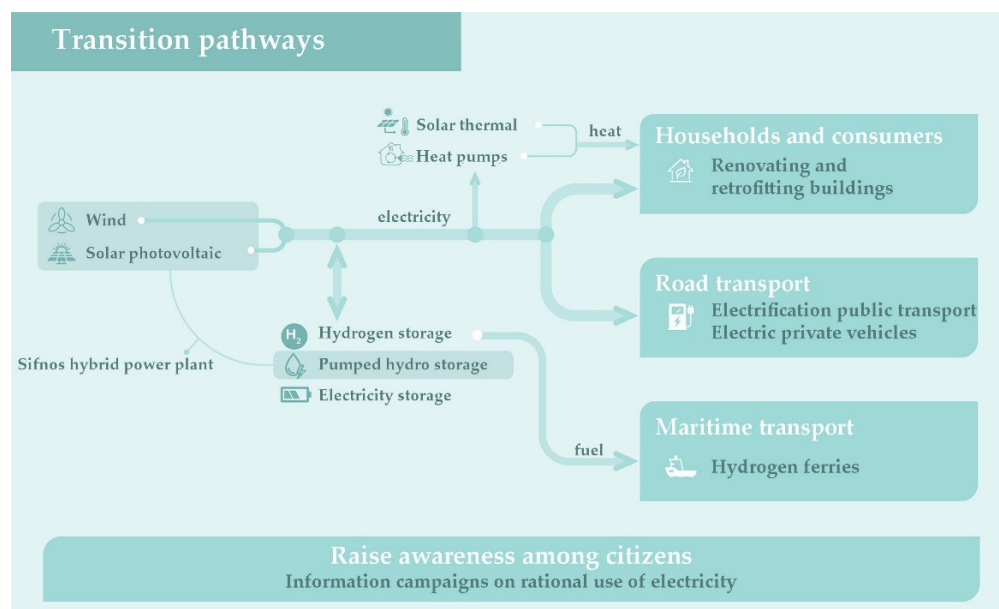 Transition pathways
Solar thermal
Heat pumps
heat
Households and consumers
Renovating and
retrofitting buildings
electricity
Wind
Solar photovoltaic
Road transport
Electrification public transport
Electric private vehicles
Sifnos hybrid power plant
H2
Hydrogen storage
Pumped hydro storage
Electricity storage
fuel
Maritime transport
Hydrogen ferries
Raise awareness among citizens
Information campaigns on rational use of electricity